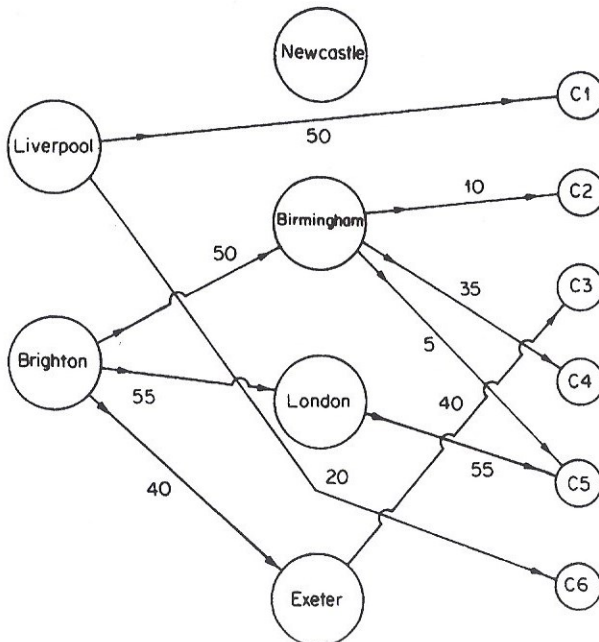 Newcastle
C1
Liverpool
50
10
C2
Birmingham
50
35
C3
5
Brighton
C4
55
London
40
55
C5
40
20
C6
Exeter